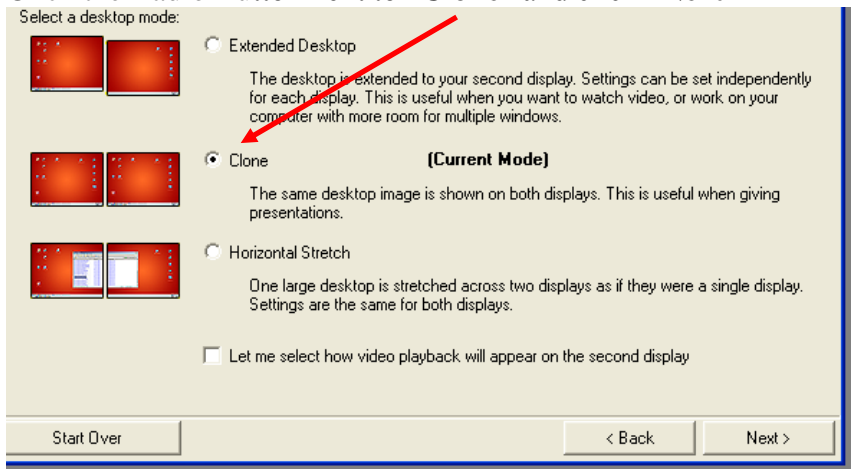 Select a desktop mode:
Extended Desktop
The desktop is extended to your second display. Settings can be set independently
for each display. This is useful when you want to watch video, or work on your
computer with more room for multiple windows.
Clone (Current Mode)
The same desktop image is shown on both displays. This is useful when giving
presentations.
Horizontal Stretch
One large desktop is stretched across two displays as if they were a single display.
Settings are the same for both displays.
Let me select how video playback will appear on the second display
Start Over < Back Next >